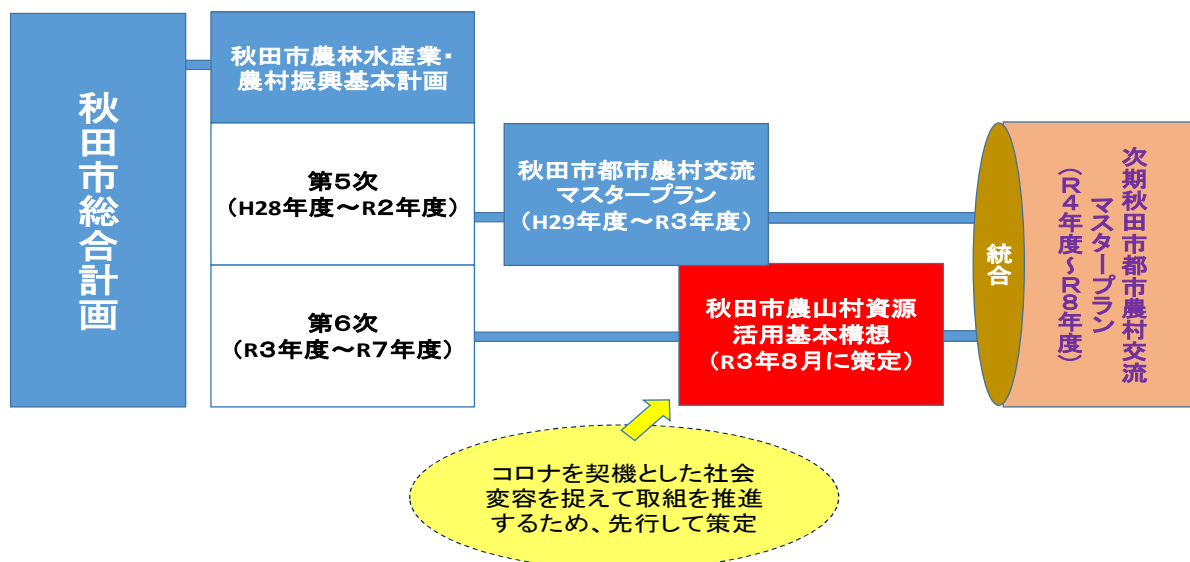 秋田市総合計画
秋田市農林水産業・
農村振興基本計画
第５次
（H28年度～R２年度）
第６次
（R３年度～R７年度）
秋田市都市農村交流
マスタープラン
（H29年度～R３年度）
秋田市農山村資源
活用基本構想
（R３年８月に策定）
コロナを契機とした社会
変容を捉えて取組を推進
するため、先行して策定
統合
次期秋田市都市農村交流
マスタープラン
（Ｒ４年度～Ｒ８年度）